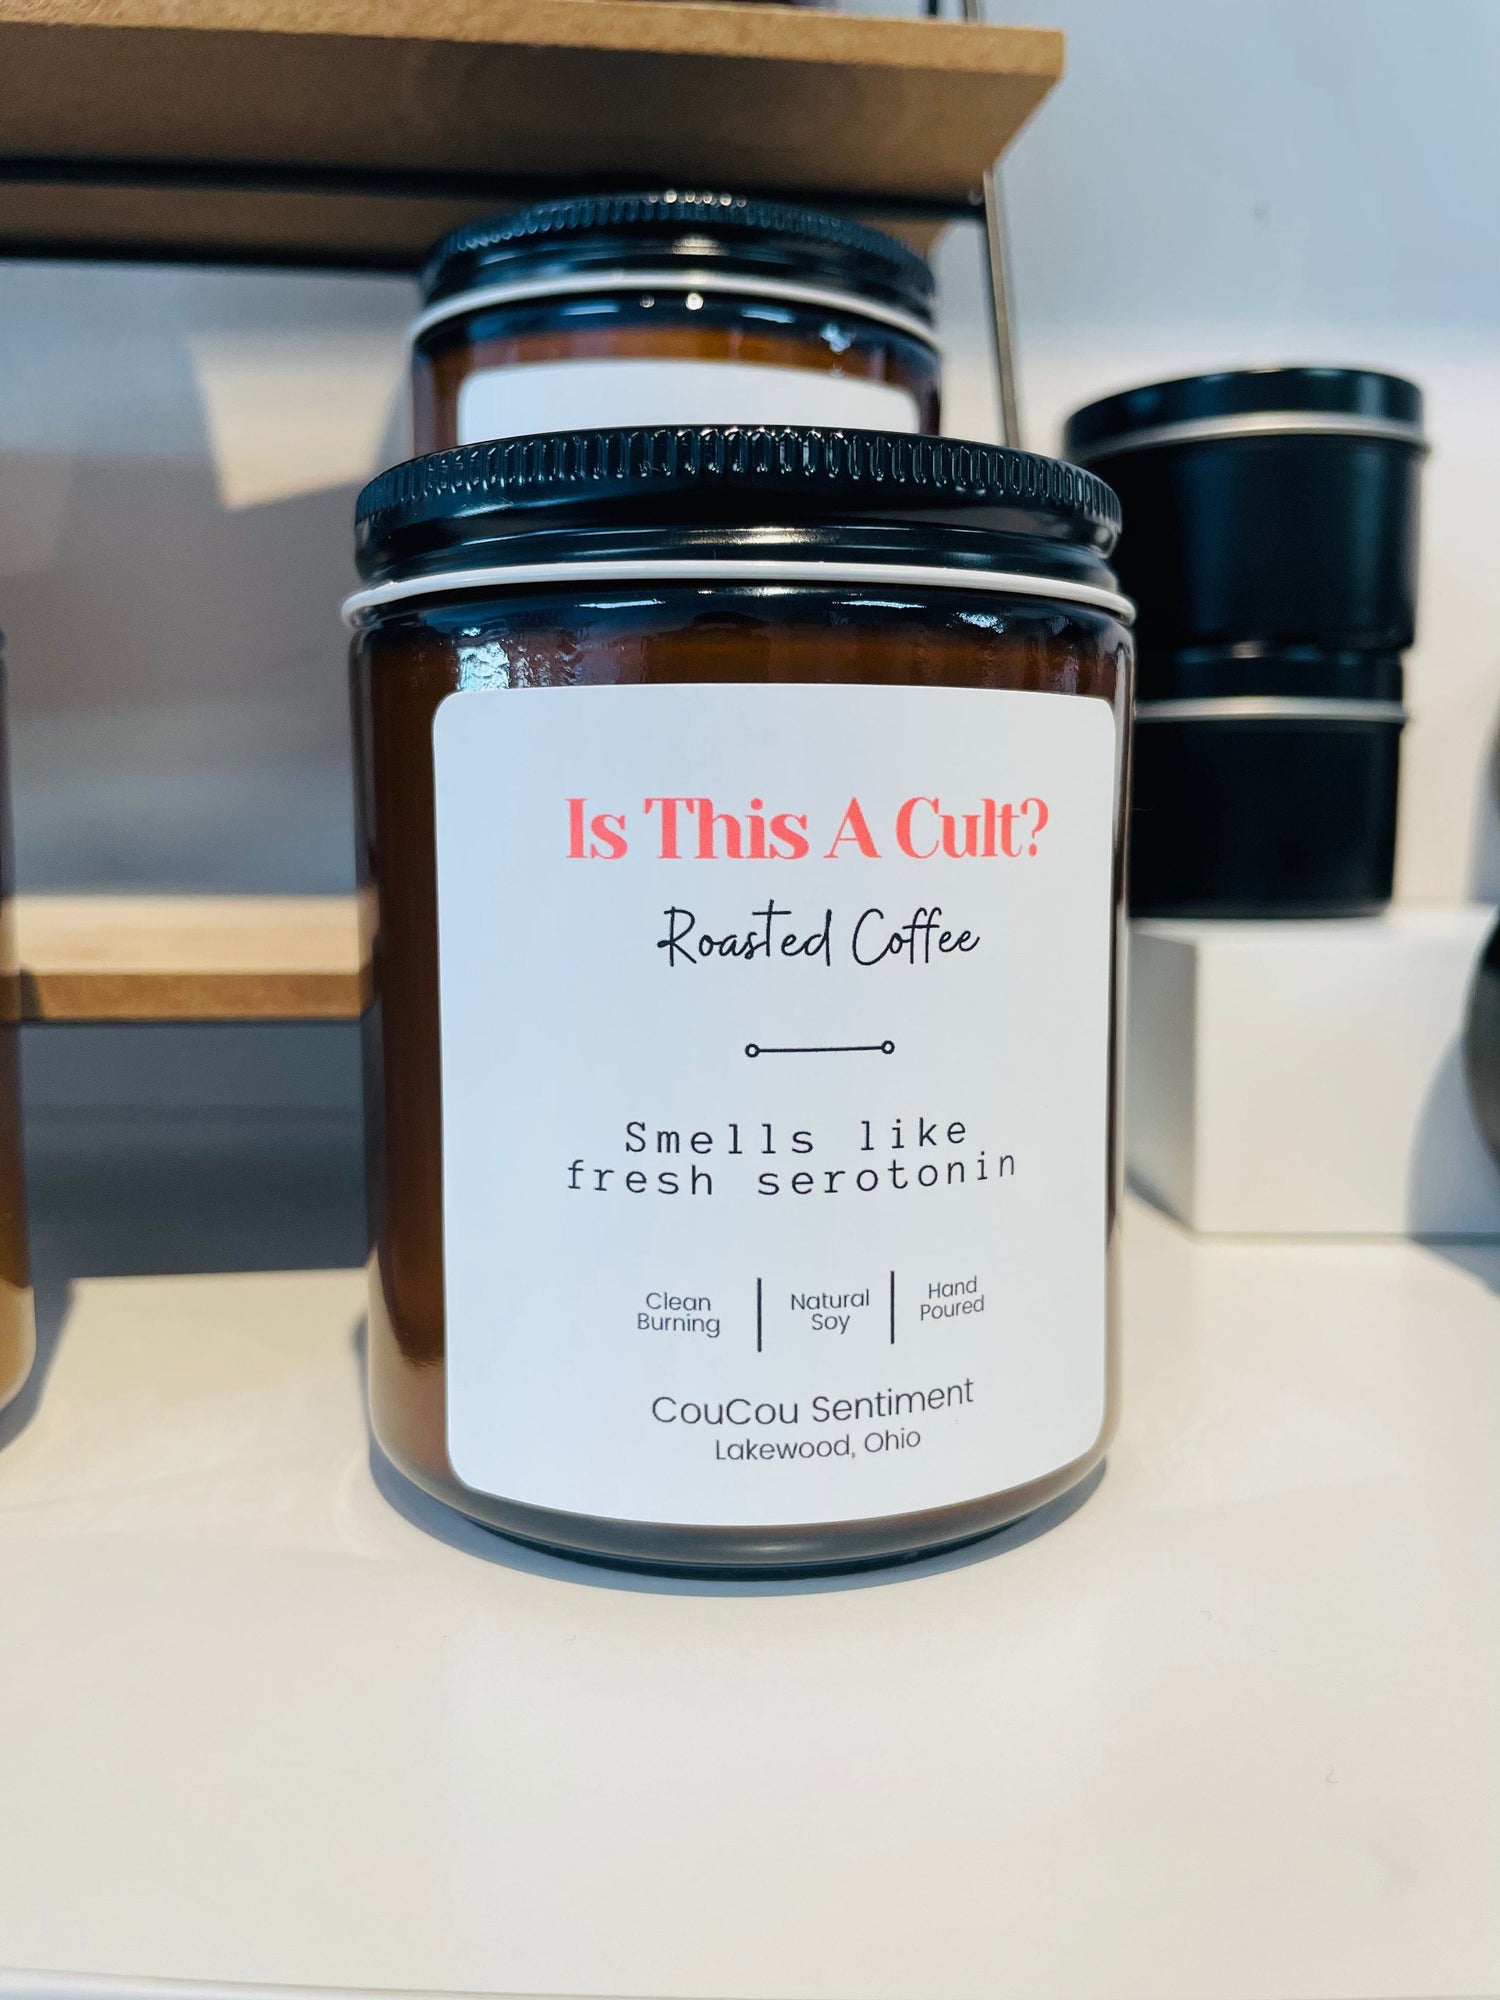 Is This A Cult?
Roasted Coffee
Smells like
fresh serotonin
Clean
Burning
Natural
Soy
Hand
Poured
CouCou Sentiment
Lakewood, Ohio